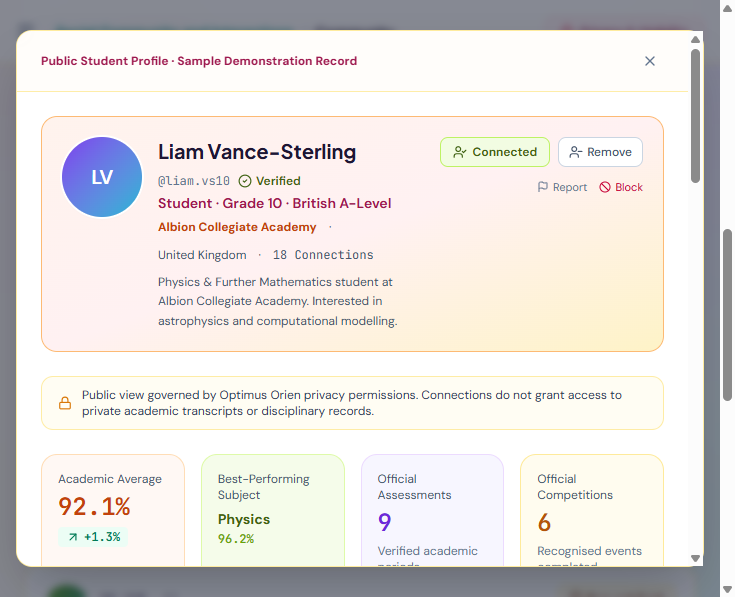 Public Student Profile · Sample Demonstration Record
LV
Liam Vance-Sterling
Connected
Remove
@liam.vs10 Verified
Report
Block
Student · Grade 10 · British A-Level
Albion Collegiate Academy ·
United Kingdom · 18 Connections
Physics & Further Mathematics student at
Albion Collegiate Academy. Interested in
astrophysics and computational modelling.
Public view governed by Optimus Orien privacy permissions. Connections do not grant access to
private academic transcripts or disciplinary records.
Academic Average
92.1%
+1.3%
Best-Performing
Subject
Physics
96.2%
Official
Assessments
9
Verified academic
periods
Official
Competitions
6
Recognised events
completed